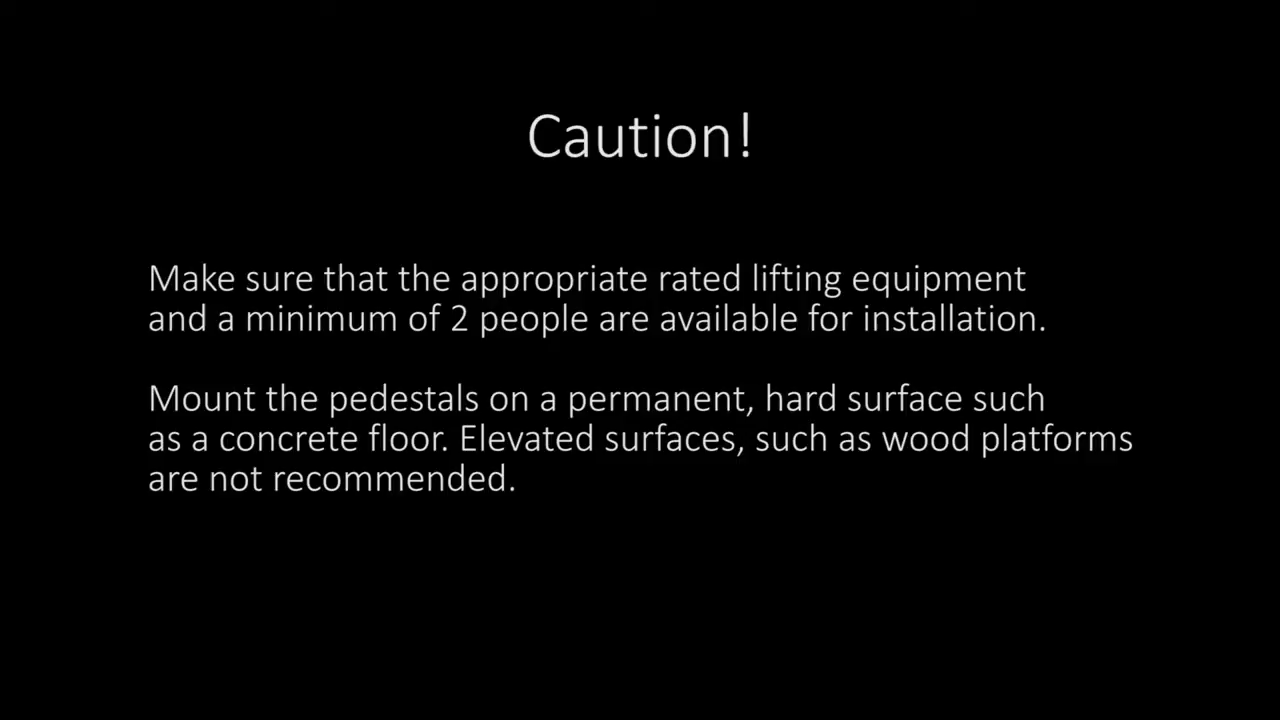 Caution!
Make sure that the appropriate rated lifting equipment
and a minimum of 2 people are available for installation.
Mount the pedestals on a permanent, hard surface such
as a concrete floor. Elevated surfaces, such as wood platforms
are not recommended.